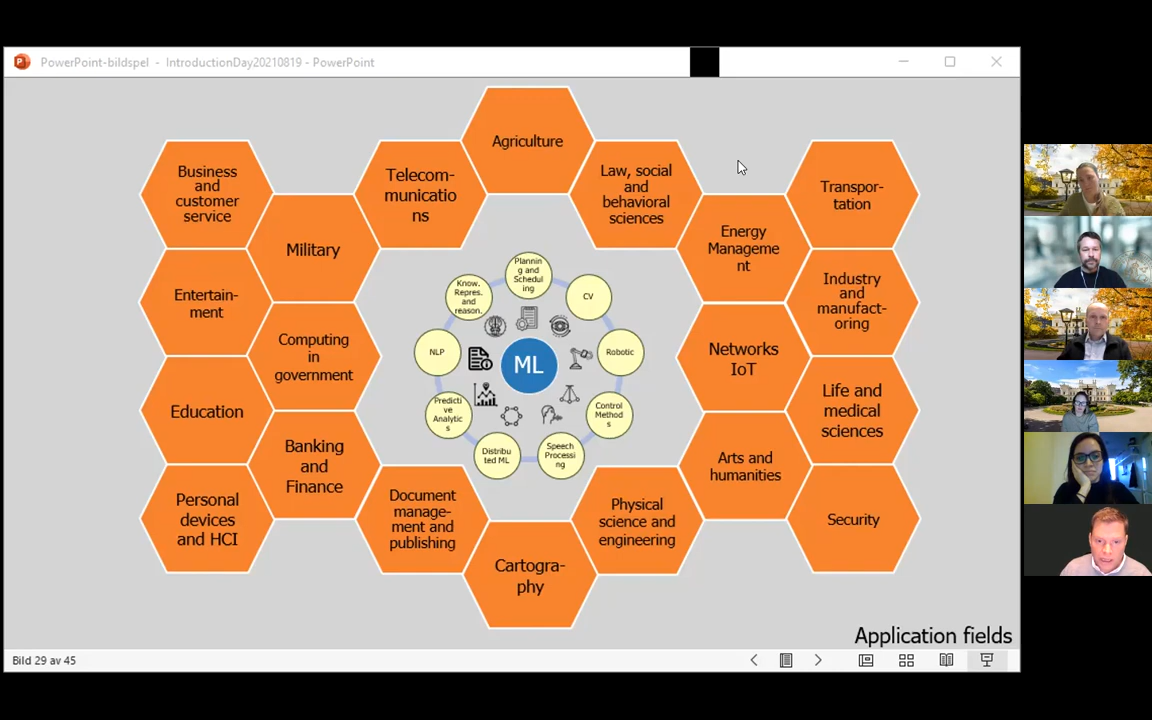 PowerPoint-bildspel - IntroductionDay20210819 - PowerPoint
Agriculture
Business
and
customer
service
Telecom-
municatio
ns
Law, social
and
behavioral
sciences
Transpor-
tation
Military
Energy
Manageme
nt
Entertain-
ment
Industry
and
manufact-
oring
Computing
in
government
Networks
IoT
Education
Life and
medical
sciences
Banking
and
Finance
Arts and
humanities
Personal
devices
and HCI
Document
manage-
ment and
publishing
Physical
science and
engineering
Security
Cartogra-
phy
Plannin
g and
Schedul
ing
Know.
Repres.
and
reason.
CV
NLP
Robotic
ML
Predicti
ve
Analytic
s
Control
Method
s
Distribu
ted ML
Speech
Processi
ng
Application fields
Bild 29 av 45